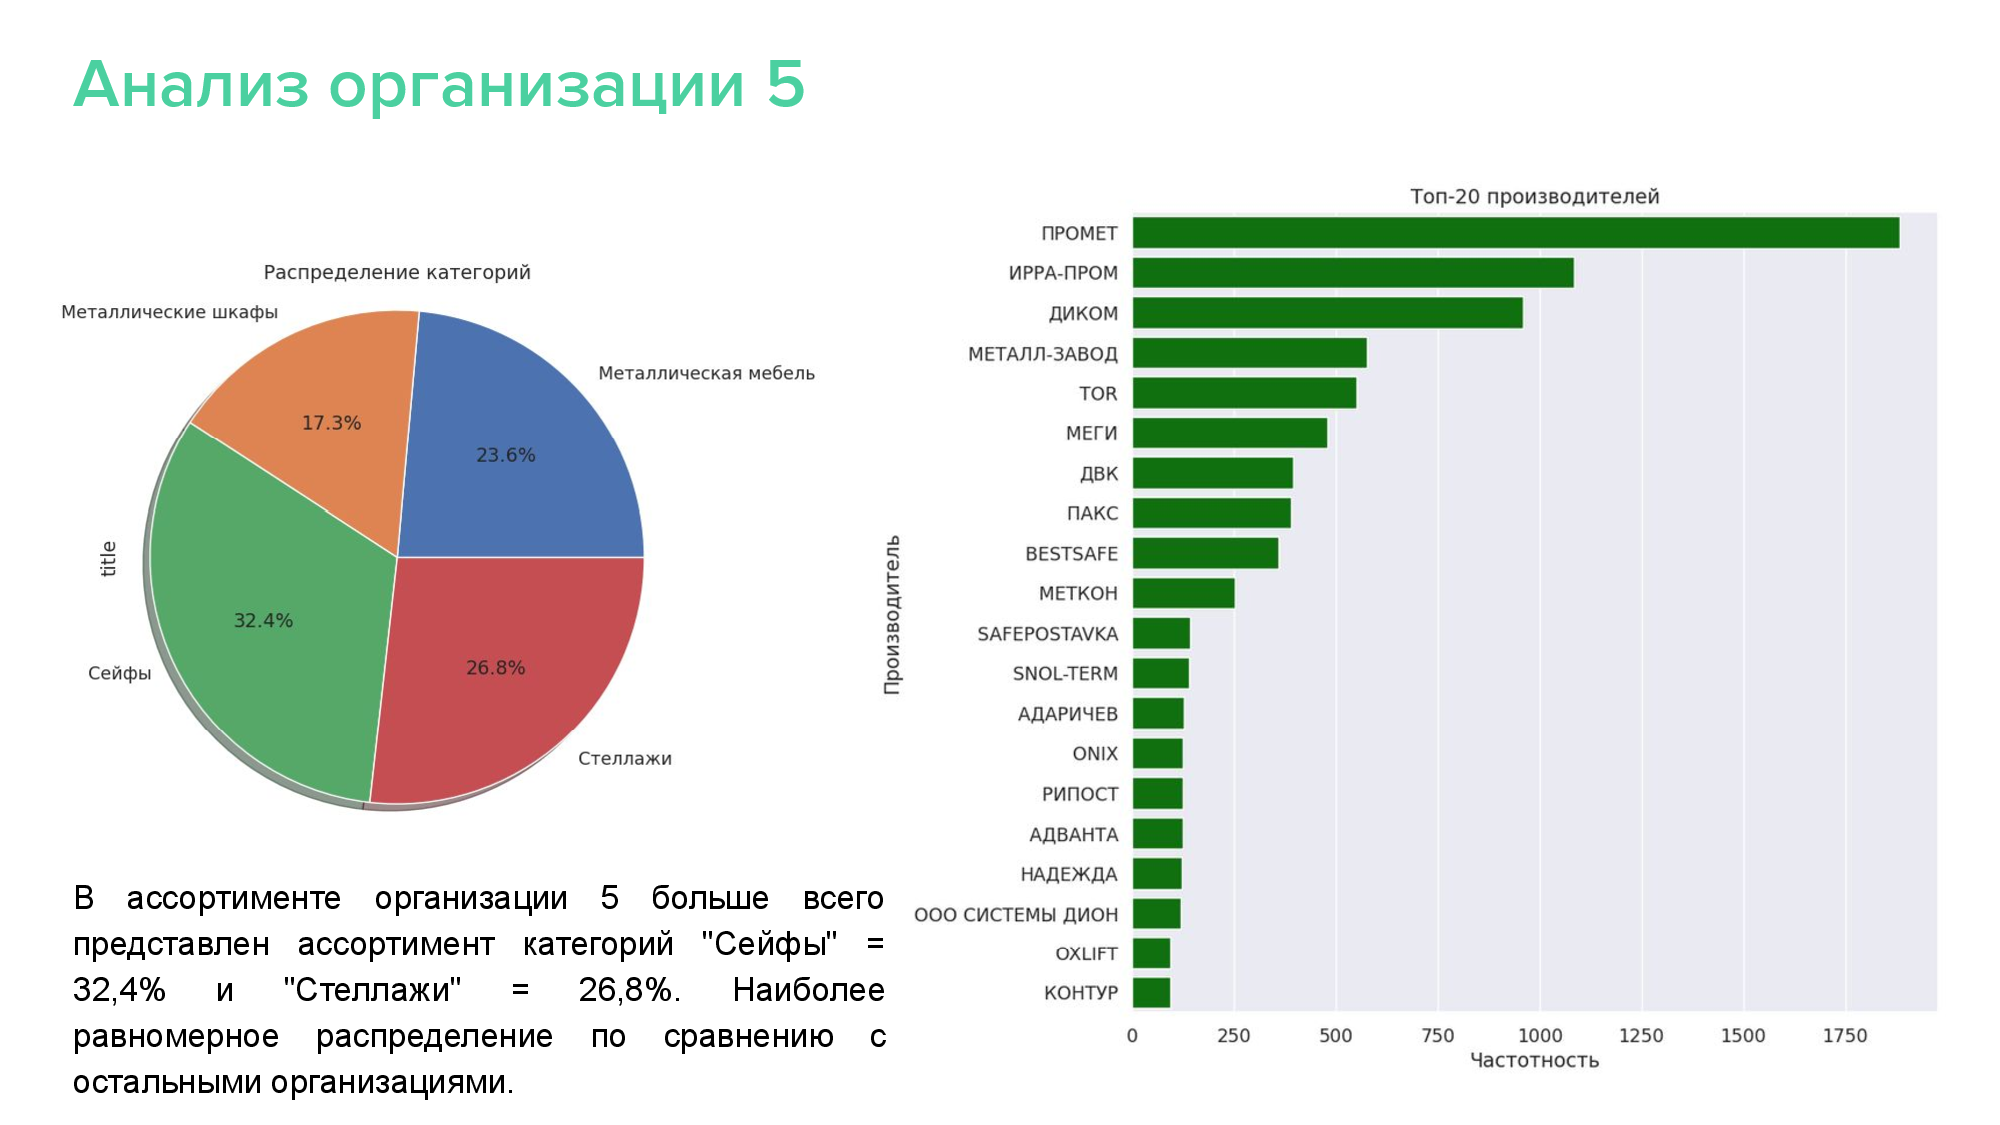 Анализ организации 5
Распределение категорий
Металлические шкафы
Металлическая мебель
17.3%
23.6%
title
32.4%
26.8%
Сейфы
Стеллажи
В ассортименте организации 5 больше всего
представлен ассортимент категорий "Сейфы" =
32,4% и "Стеллажи" = 26,8%. Наиболее
равномерное распределение по сравнению с
остальными организациями.
Топ-20 производителей
Производитель
ПРОМЕТ
ИРРА-ПРОМ
ДИКОМ
МЕТАЛЛ-ЗАВОД
TOR
МЕГИ
ДВК
ПАКС
BESTSAFE
МЕТКОН
SAFEPOSTAVKA
SNOL-TERM
АДАРИЧЕВ
ONIX
РИПОСТ
АДВАНТА
НАДЕЖДА
ООО СИСТЕМЫ ДИОН
OXLIFT
КОНТУР
0 250 500 750 1000 1250 1500 1750
Частотность